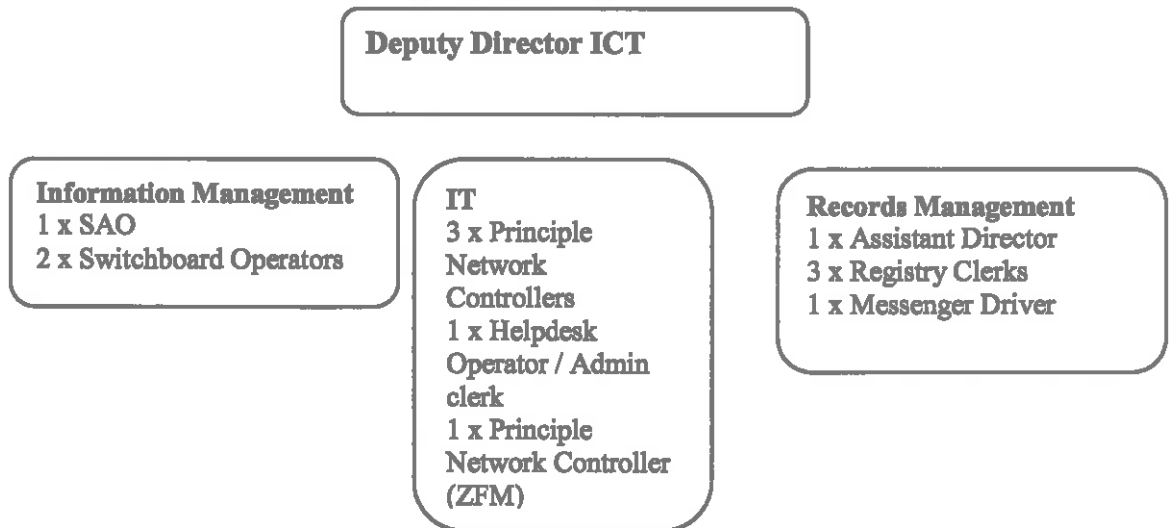 Deputy Director ICT
Information Management
1 x SAO
2 x Switchboard Operators
IT
3 x Principle
Network
Controllers
1 x Helpdesk
Operator / Admin
clerk
1 x Principle
Network Controller
(ZFM)
Records Management
1 x Assistant Director
3 x Registry Clerks
1 x Messenger Driver